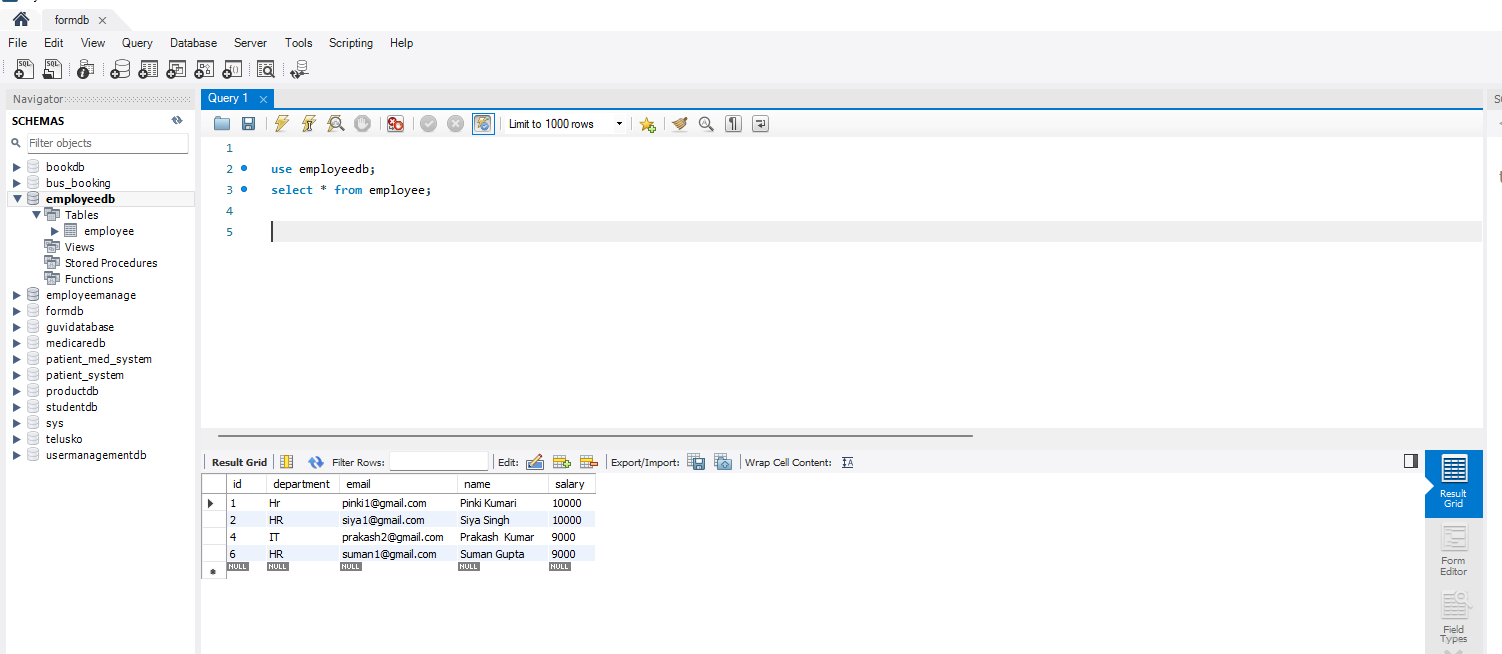 formdb
File Edit View Query Database Server Tools Scripting Help
Navigator
Query 1
SCHEMAS
Limit to 1000 rows
Filter objects
bookdb
bus_booking
employeedb
Tables
employee
Views
Stored Procedures
Functions
employeemanage
formdb
guvidatabase
medicaredb
patient_med_system
patient_system
productdb
studentdb
sys
telusko
usermanagementdb
1
2 use employeedb;
3 select * from employee;
4
5
Result Grid Filter Rows: Edit: Export/Import: Wrap Cell Content:
id department email name salary
1 Hr pinki1@gmail.com Pinki Kumari 10000
2 HR siya1@gmail.com Siya Singh 10000
4 IT prakash2@gmail.com Prakash Kumar 9000
6 HR suman1@gmail.com Suman Gupta 9000
NULL NULL NULL NULL NULL
Result
Grid
Form
Editor
Field
Types